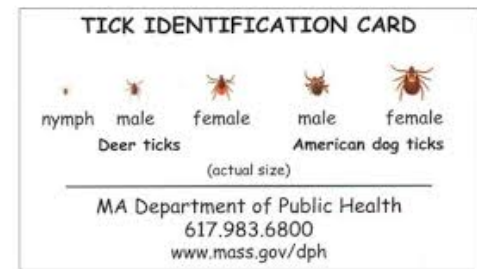 TICK IDENTIFICATION CARD
nymph male female male female
Deer ticks American dog ticks
(actual size)
MA Department of Public Health
617.983.6800
www.mass.gov/dph